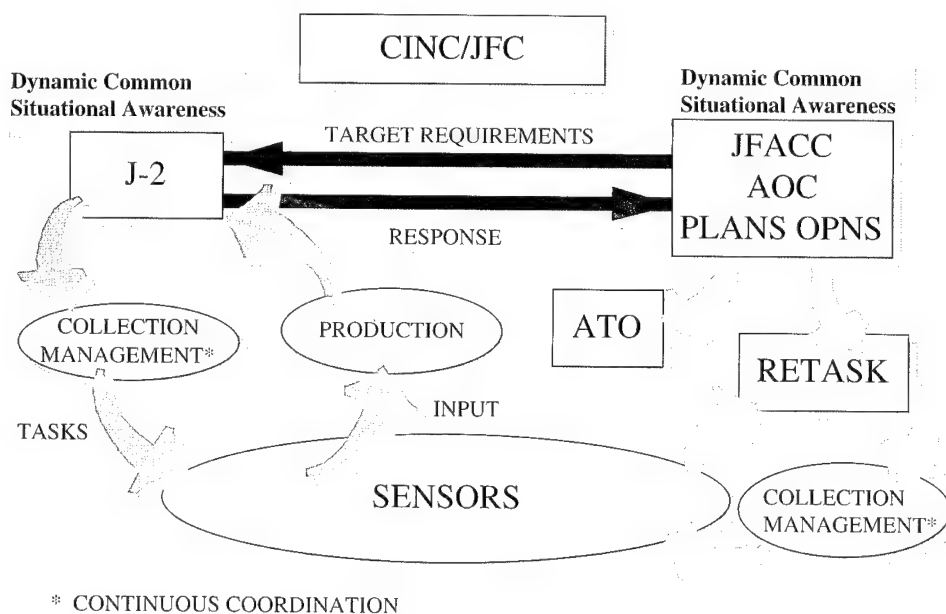 CINC/JFC
Dynamic Common
Situational Awareness
Dynamic Common
Situational Awareness
TARGET REQUIREMENTS
J-2
JFACC
AOC
PLANS OPNS
RESPONSE
COLLECTION
MANAGEMENT*
PRODUCTION
ATO
RETASK
TASKS
INPUT
SENSORS
COLLECTION
MANAGEMENT*
* CONTINUOUS COORDINATION